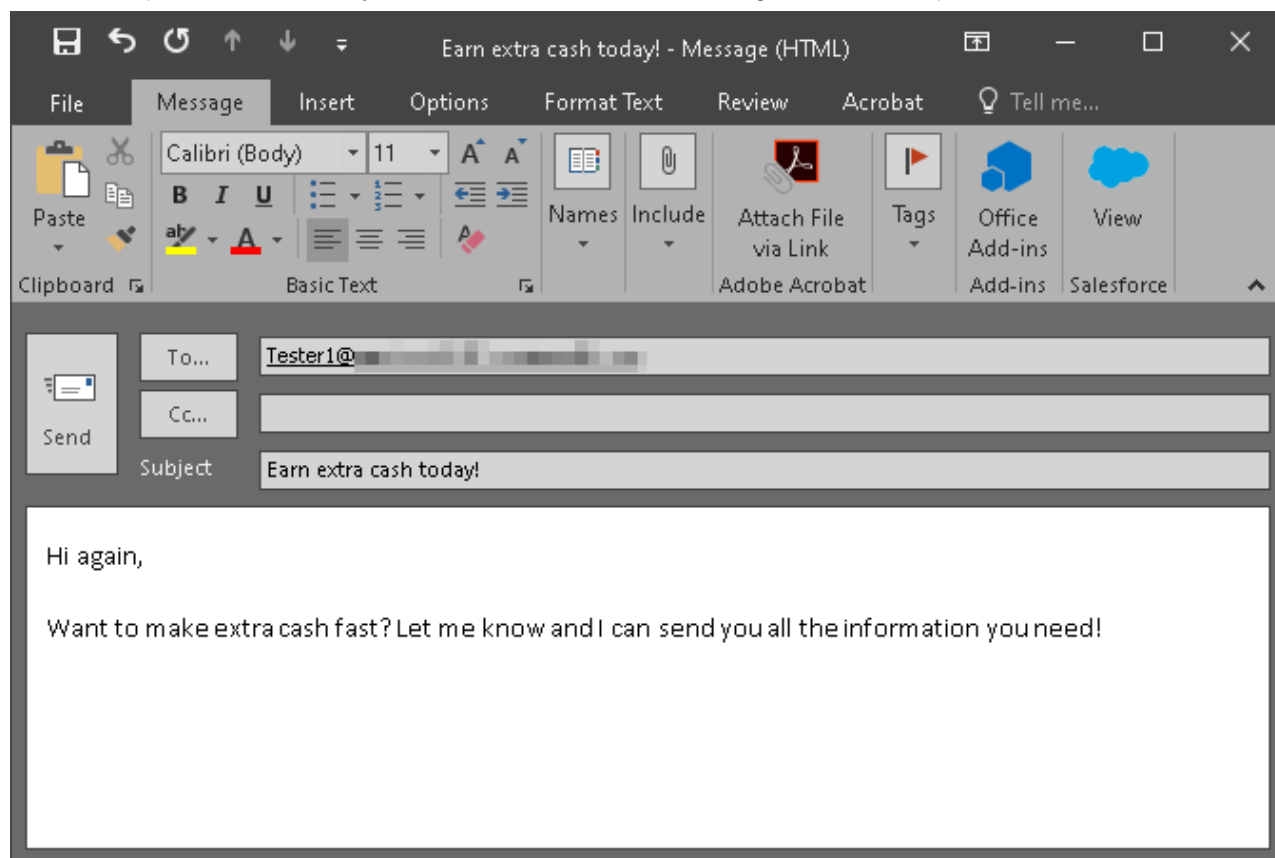 Earn extra cash today! - Message (HTML)
File Message Insert Options Format Text Review Acrobat Tell me...
Calibri (Body) 11 A A
B I U
Paste Names Include Attach File via Link Tags Office Add-ins View
ab A
Clipboard Basic Text Adobe Acrobat Add-ins Salesforce
To... Tester1@
Cc...
Send
Subject Earn extra cash today!
Hi again,
Want to make extra cash fast? Let me know and I can send you all the information you need!